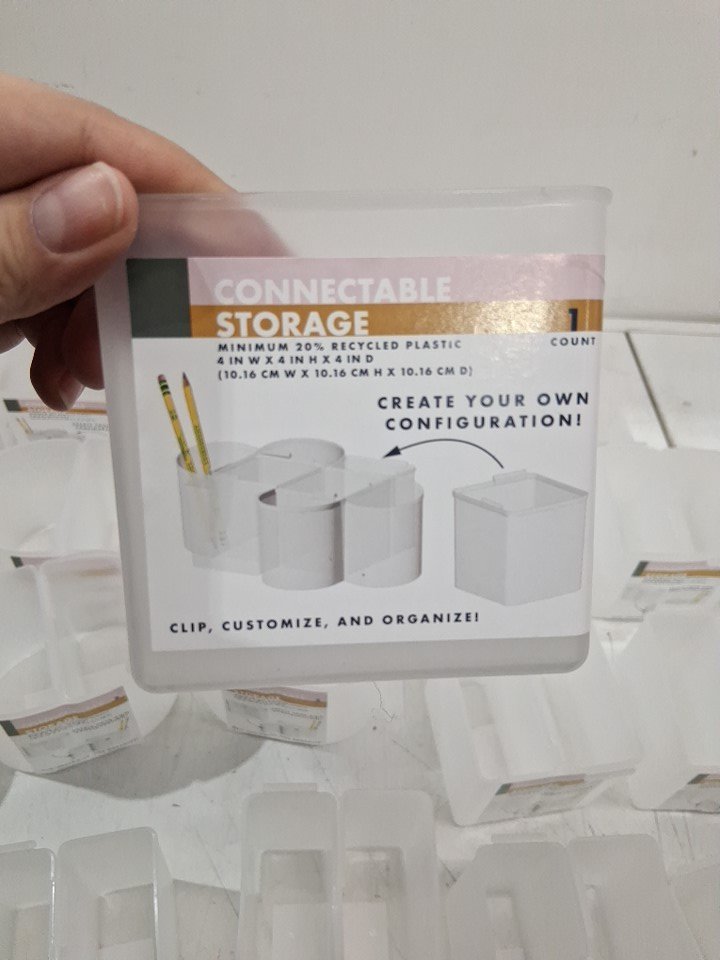 CONNECTABLE
STORAGE
1
COUNT
MINIMUM 20% RECYCLED PLASTIC
4 IN W X 4 IN H X 4 IN D
(10.16 CM W X 10.16 CM H X 10.16 CM D)
CREATE YOUR OWN
CONFIGURATION!
CLIP, CUSTOMIZE, AND ORGANIZE!
STORAGE